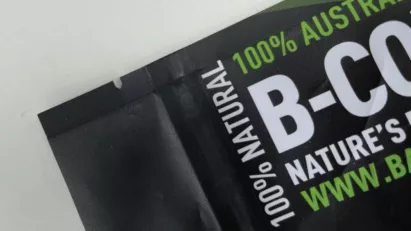 100% NATURAL
100% AUSTRA
B-CO
NATURE'S
WWW.BA